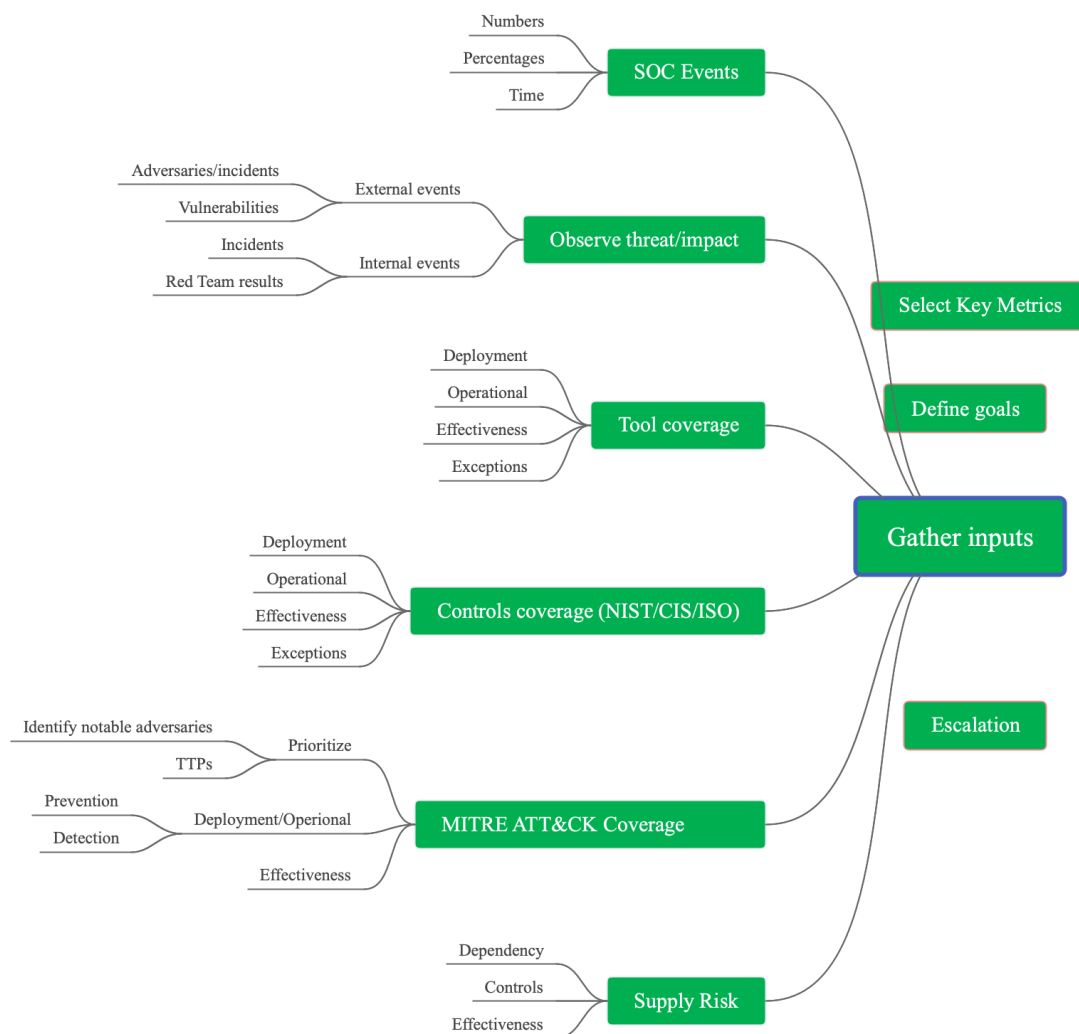 Numbers
Percentages
Time
SOC Events
Adversaries/incidents
Vulnerabilities
External events
Incidents
Red Team results
Internal events
Observe threat/impact
Select Key Metrics
Deployment
Operational
Effectiveness
Exceptions
Tool coverage
Define goals
Gather inputs
Deployment
Operational
Effectiveness
Exceptions
Controls coverage (NIST/CIS/ISO)
Escalation
Identify notable adversaries
TTPs
Prioritize
Prevention
Detection
Deployment/Operional
Effectiveness
MITRE ATT&CK Coverage
Dependency
Controls
Effectiveness
Supply Risk